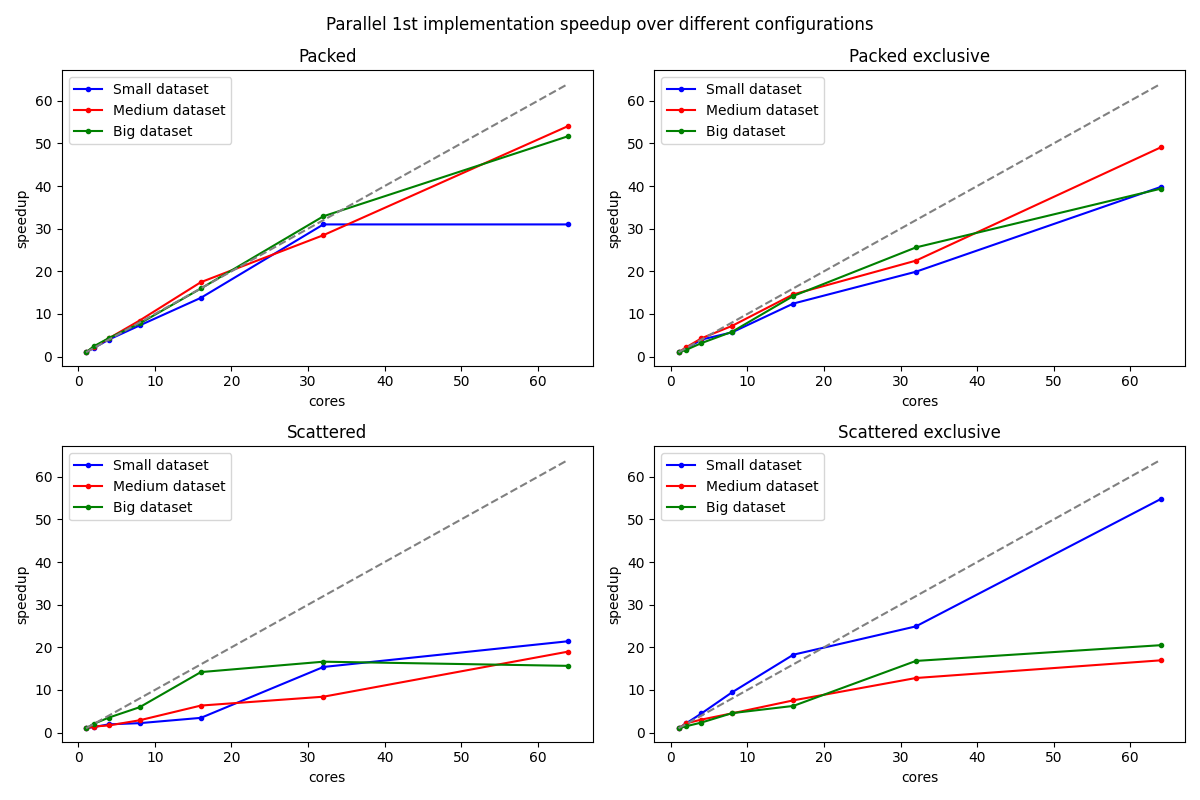 Parallel 1st implementation speedup over different configurations
Packed
Small dataset
Medium dataset
Big dataset
speedup
60
50
40
30
20
10
0
0 10 20 30 40 50 60
cores
Packed exclusive
Small dataset
Medium dataset
Big dataset
speedup
60
50
40
30
20
10
0
0 10 20 30 40 50 60
cores
Scattered
Small dataset
Medium dataset
Big dataset
speedup
60
50
40
30
20
10
0
0 10 20 30 40 50 60
cores
Scattered exclusive
Small dataset
Medium dataset
Big dataset
speedup
60
50
40
30
20
10
0
0 10 20 30 40 50 60
cores